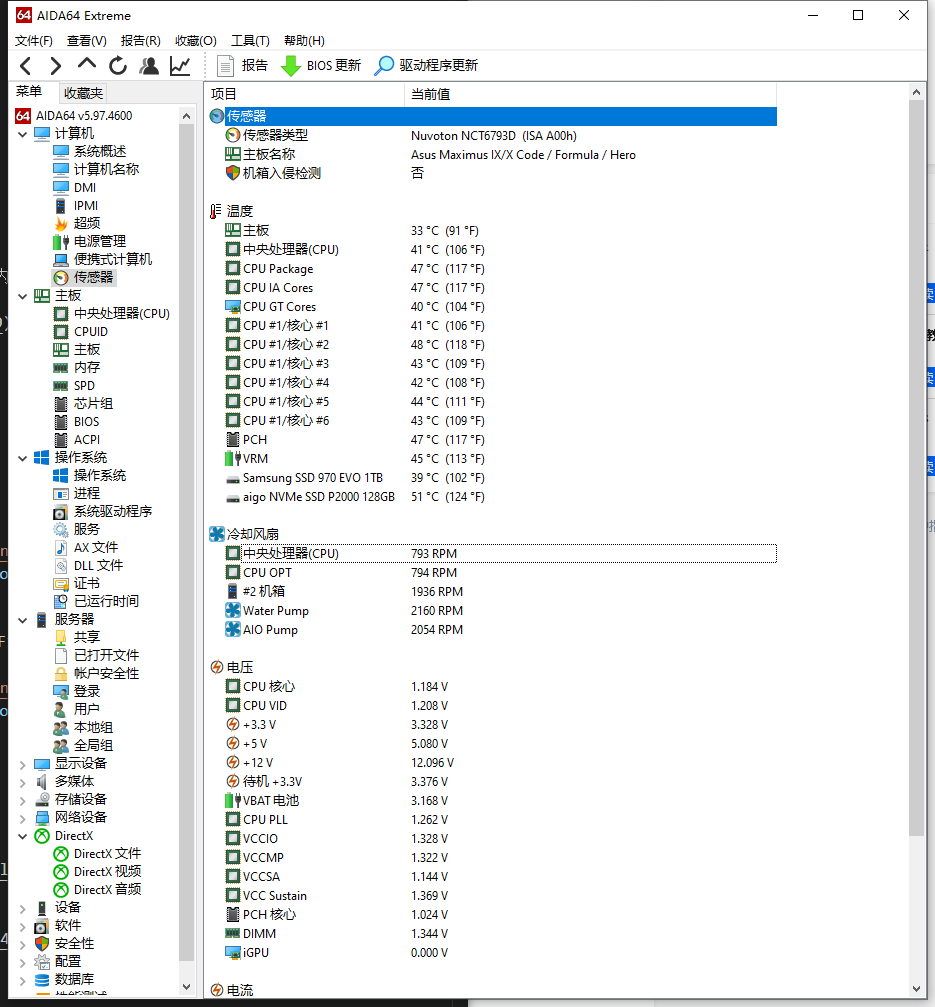 AIDA64 Extreme
文件(F) 查看(V) 报告(R) 收藏(O) 工具(T) 帮助(H)
报告 BIOS 更新 驱动程序更新
菜单 收藏夹
AIDA64 v5.97.4600
计算机
系统概述
计算机名称
DMI
IPMI
超频
电源管理
便携式计算机
传感器
主板
中央处理器(CPU)
CPUID
主板
内存
SPD
芯片组
BIOS
ACPI
操作系统
操作系统
进程
系统驱动程序
服务
AX 文件
DLL 文件
证书
已运行时间
服务器
共享
已打开文件
帐户安全性
登录
用户
本地组
全局组
显示设备
多媒体
存储设备
网络设备
DirectX
DirectX 文件
DirectX 视频
DirectX 音频
设备
软件
安全性
配置
数据库
项目 当前值
传感器
传感器类型 Nuvoton NCT6793D (ISA A00h)
主板名称 Asus Maximus IX/X Code / Formula / Hero
机箱入侵检测 否
温度
主板 33 °C (91 °F)
中央处理器(CPU) 41 °C (106 °F)
CPU Package 47 °C (117 °F)
CPU IA Cores 47 °C (117 °F)
CPU GT Cores 40 °C (104 °F)
CPU #1/核心 #1 41 °C (106 °F)
CPU #1/核心 #2 48 °C (118 °F)
CPU #1/核心 #3 43 °C (109 °F)
CPU #1/核心 #4 42 °C (108 °F)
CPU #1/核心 #5 44 °C (111 °F)
CPU #1/核心 #6 43 °C (109 °F)
PCH 47 °C (117 °F)
VRM 45 °C (113 °F)
Samsung SSD 970 EVO 1TB 39 °C (102 °F)
aigo NVMe SSD P2000 128GB 51 °C (124 °F)
冷却风扇
中央处理器(CPU) 793 RPM
CPU OPT 794 RPM
#2 机箱 1936 RPM
Water Pump 2160 RPM
AIO Pump 2054 RPM
电压
CPU 核心 1.184 V
CPU VID 1.208 V
+3.3 V 3.328 V
+5 V 5.080 V
+12 V 12.096 V
待机 +3.3V 3.376 V
VBAT 电池 3.168 V
CPU PLL 1.262 V
VCCIO 1.328 V
VCCMP 1.322 V
VCCSA 1.144 V
VCC Sustain 1.369 V
PCH 核心 1.024 V
DIMM 1.344 V
iGPU 0.000 V
电流